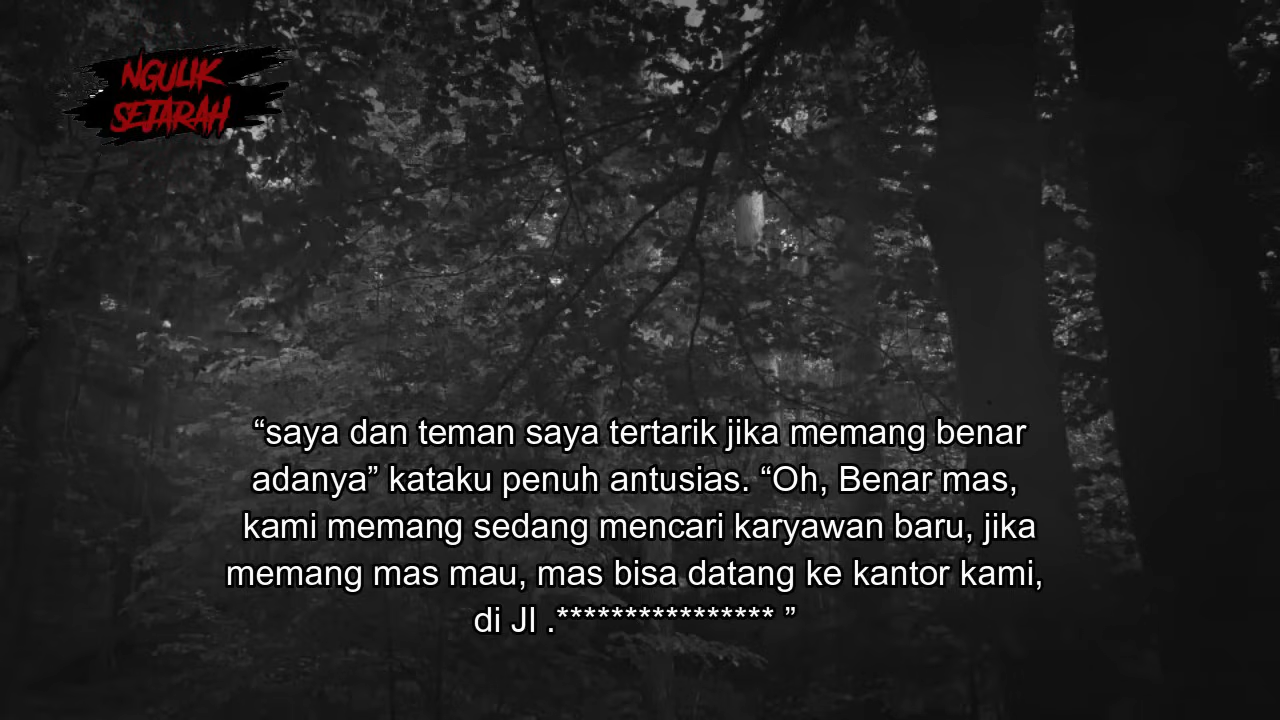 NGULIK
SEJARAH
“saya dan teman saya tertarik jika memang benar
adanya” kataku penuh antusias. “Oh, Benar mas,
kami memang sedang mencari karyawan baru, jika
memang mas mau, mas bisa datang ke kantor kami,
di Jl .**************** ”